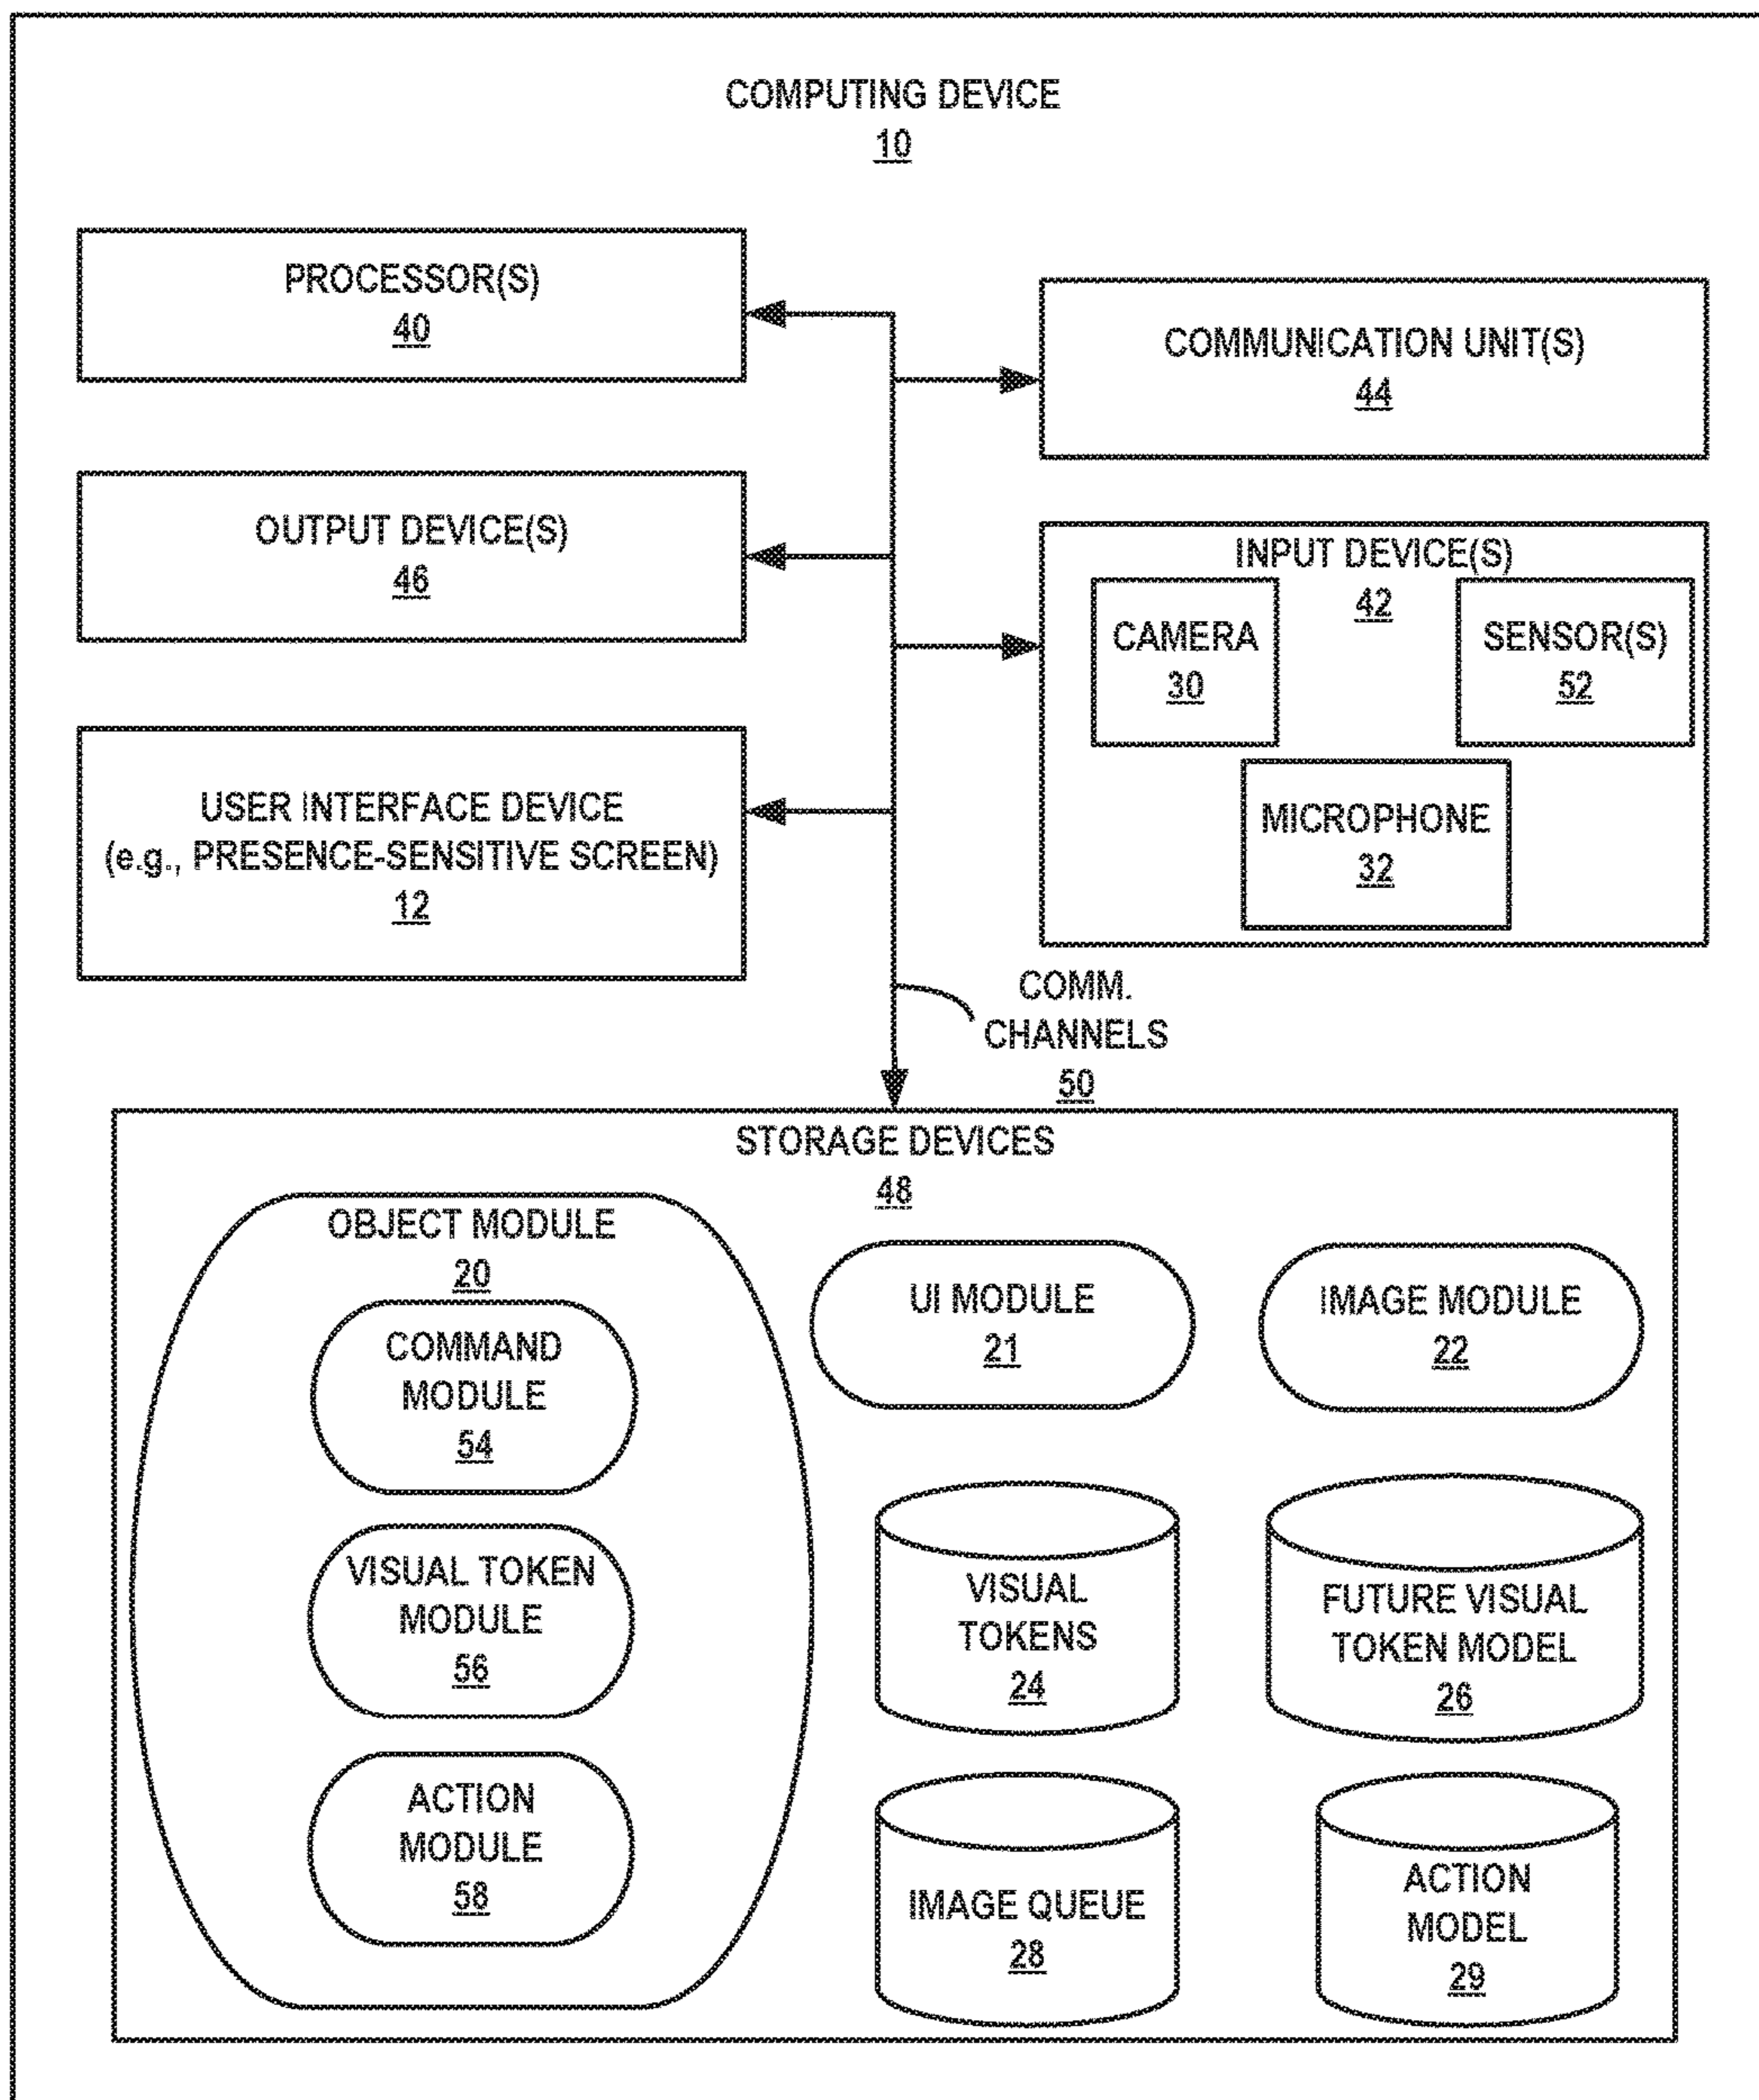 COMPUTING DEVICE
10
PROCESSOR(S)
40
COMMUNICATION UNIT(S)
44
OUTPUT DEVICE(S)
46
INPUT DEVICE(S)
42
CAMERA
30
SENSOR(S)
52
MICROPHONE
32
USER INTERFACE DEVICE
(e.g., PRESENCE-SENSITIVE SCREEN)
12
COMM.
CHANNELS
50
STORAGE DEVICES
48
OBJECT MODULE
20
COMMAND
MODULE
54
VISUAL TOKEN
MODULE
56
ACTION
MODULE
58
UI MODULE
21
IMAGE MODULE
22
VISUAL
TOKENS
24
FUTURE VISUAL
TOKEN MODEL
26
IMAGE QUEUE
28
ACTION
MODEL
29